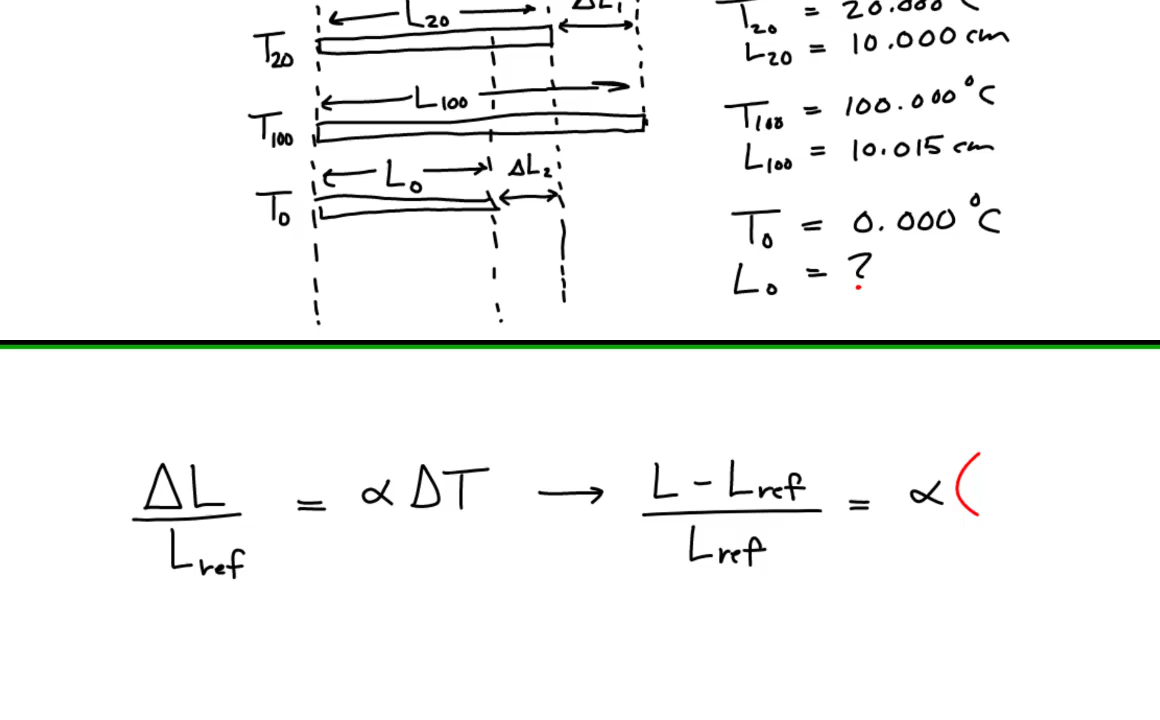 L₂₀ ΔL₁
T₂₀
L₁₀₀
T₁₀₀
L₀ ΔL₂
T₀
T₂₀ = 20.000 °C
L₂₀ = 10.000 cm
T₁₀₀ = 100.000 °C
L₁₀₀ = 10.015 cm
T₀ = 0.000 °C
L₀ = ?
ΔL / Lref = α ΔT → L - Lref / Lref = α (